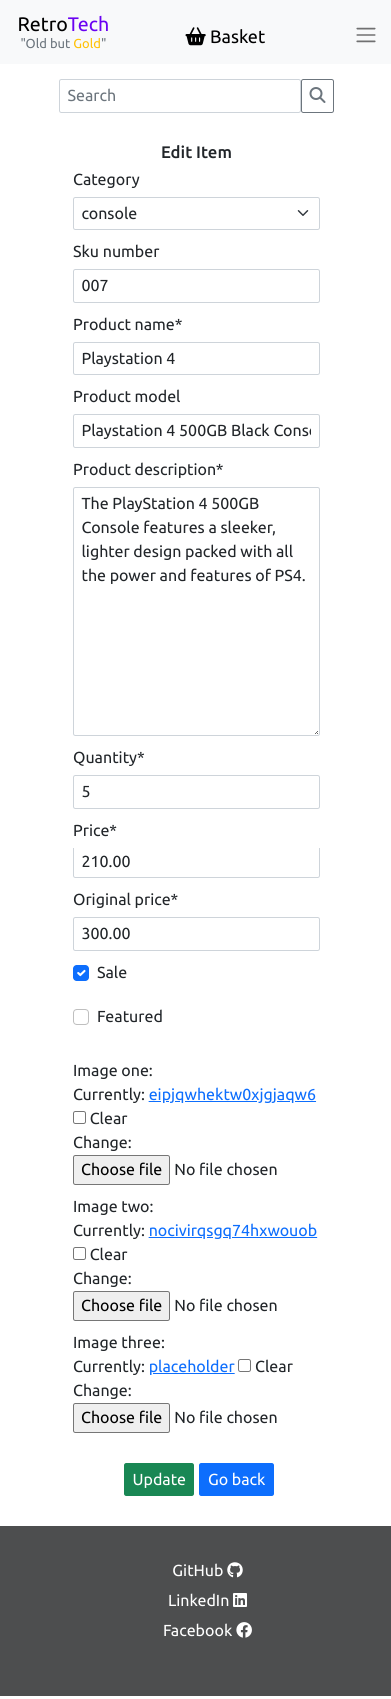 RetroTech
"Old but Gold"
Basket
Search
Edit Item
Category
console
Sku number
007
Product name*
Playstation 4
Product model
Playstation 4 500GB Black Conso
Product description*
The PlayStation 4 500GB
Console features a sleeker,
lighter design packed with all
the power and features of PS4.
Quantity*
5
Price*
210.00
Original price*
300.00
Sale
Featured
Image one:
Currently: eipjqwhektw0xjgjaqw6
Clear
Change:
Choose file No file chosen
Image two:
Currently: nocivirqsgq74hxwouob
Clear
Change:
Choose file No file chosen
Image three:
Currently: placeholder Clear
Change:
Choose file No file chosen
Update Go back
GitHub
LinkedIn
Facebook